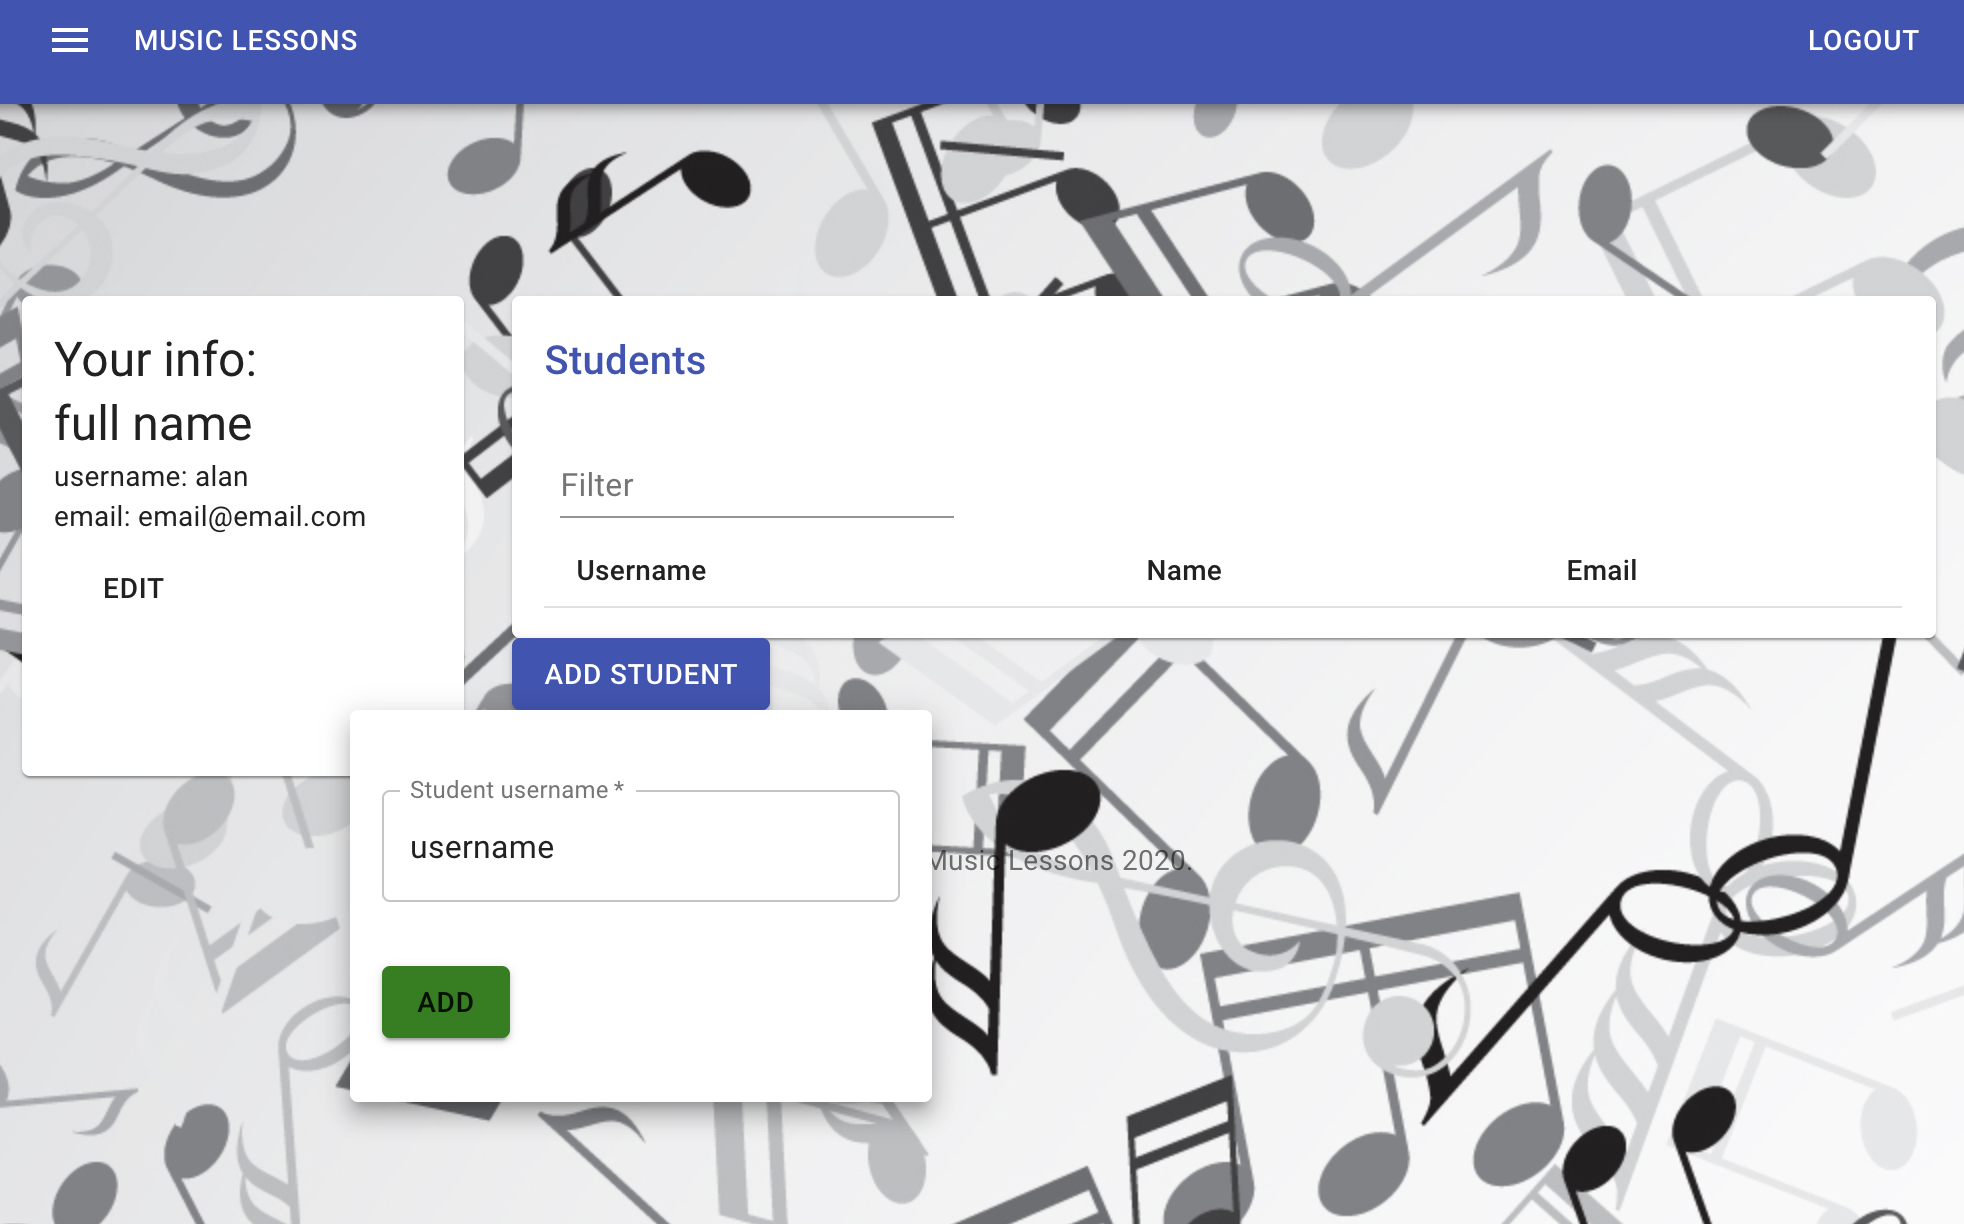 MUSIC LESSONS
LOGOUT
Your info:
full name
username: alan
email: email@email.com
EDIT
Students
Filter
Username Name Email
ADD STUDENT
Student username *
username
Music Lessons 2020.
ADD